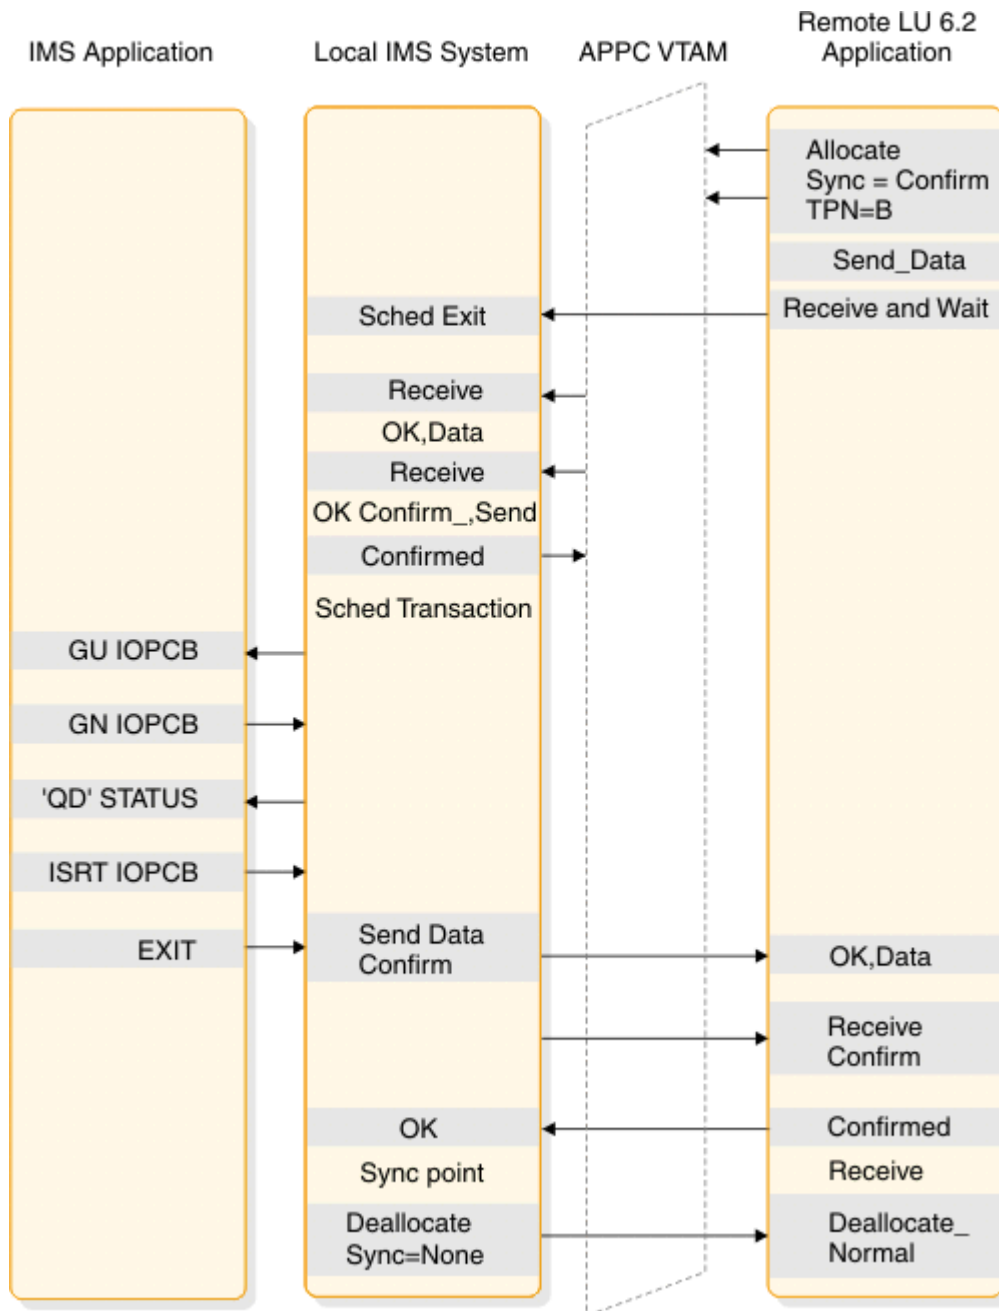 IMS Application
Local IMS System
APPC VTAM
Remote LU 6.2
Application
Allocate
Sync = Confirm
TPN=B
Send_Data
Receive and Wait
Sched Exit
Receive
OK,Data
Receive
OK Confirm_,Send
Confirmed
Sched Transaction
GU IOPCB
GN IOPCB
'QD' STATUS
ISRT IOPCB
EXIT
Send Data
Confirm
OK,Data
Receive
Confirm
OK
Confirmed
Sync point
Receive
Deallocate
Sync=None
Deallocate_
Normal